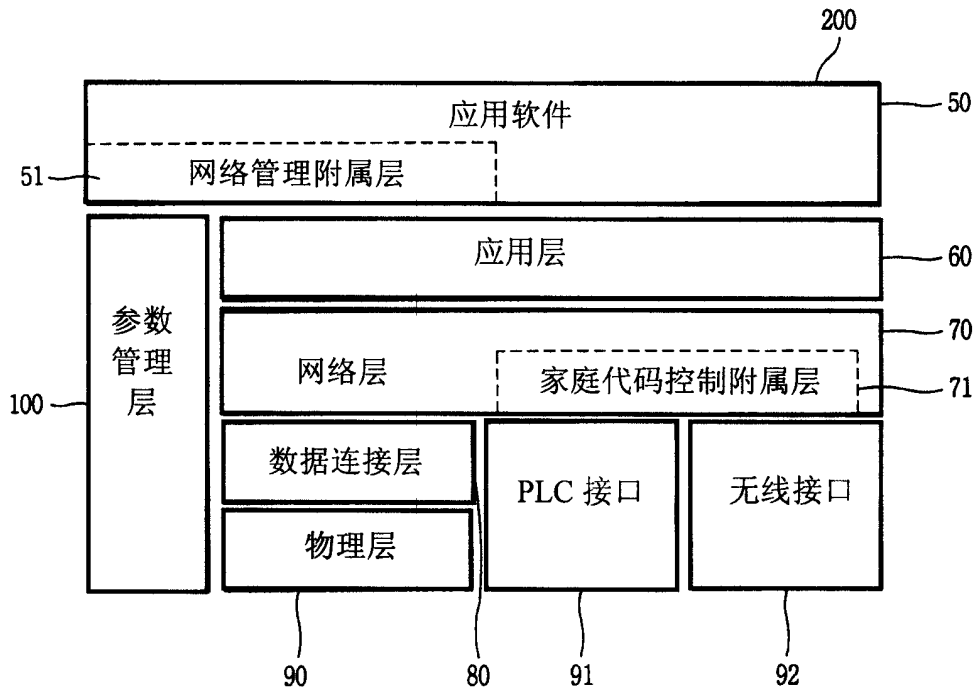 200
应用软件
50
网络管理附属层
51
应用层
60
参数
管理
层
100
网络层
70
家庭代码控制附属层
71
数据连接层
PLC 接口
无线接口
物理层
90
80
91
92